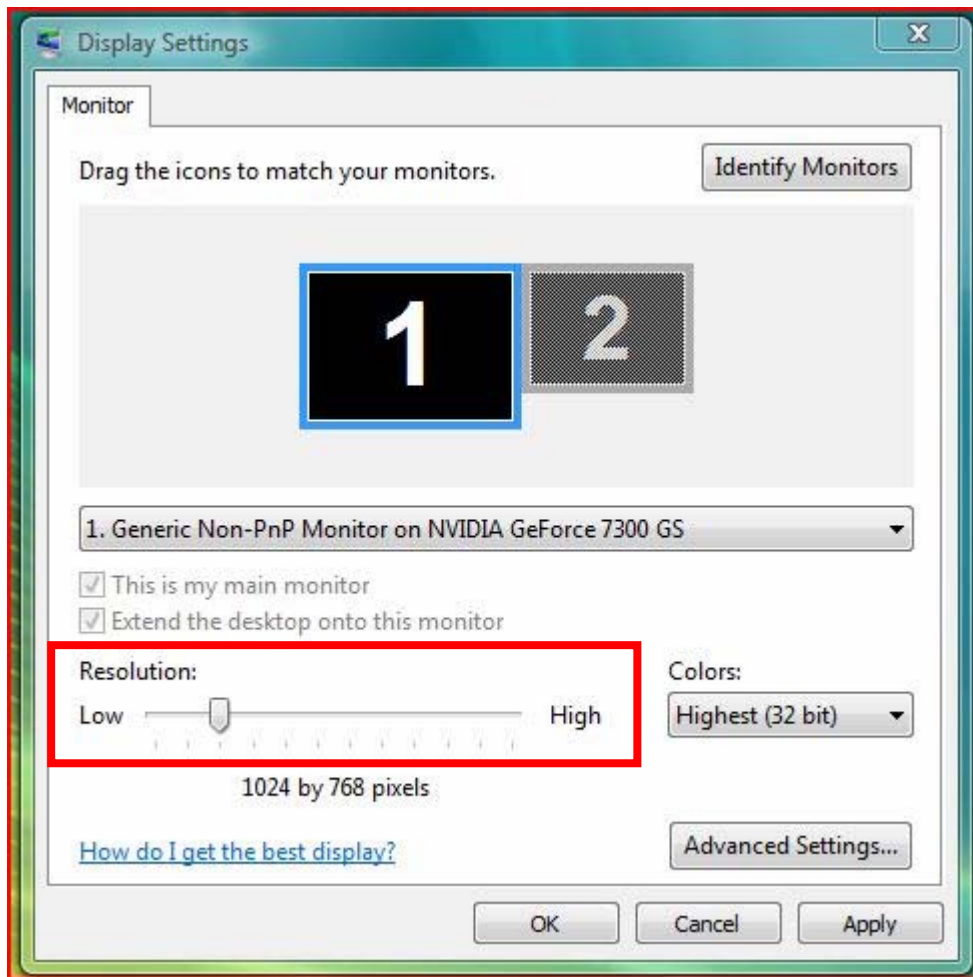 Display Settings
Monitor
Drag the icons to match your monitors.
Identify Monitors
1
2
1. Generic Non-PnP Monitor on NVIDIA GeForce 7300 GS
This is my main monitor
Extend the desktop onto this monitor
Resolution:
Colors:
Low
High
Highest (32 bit)
1024 by 768 pixels
How do I get the best display?
Advanced Settings...
OK
Cancel
Apply